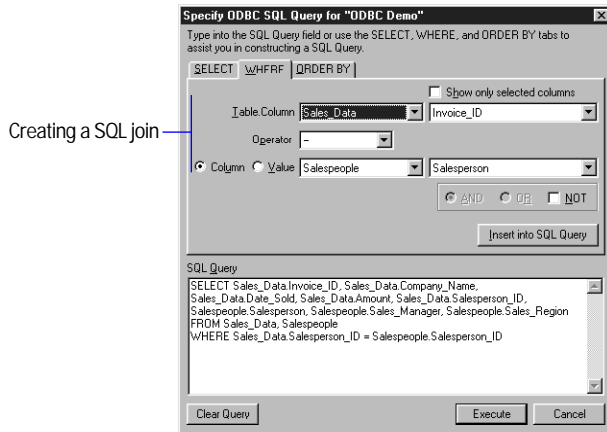 Specify ODBC SQL Query for "ODBC Demo"
Type into the SQL Query field or use the SELECT, WHERE, and ORDER BY tabs to
assist you in constructing a SQL Query.
SELECT WHERE ORDER BY
Show only selected columns
Creating a SQL join
Table.Column Sales_Data Invoice_ID
Operator =
Column Value Salespeople Salesperson
AND OR NOT
Insert into SQL Query
SQL Query
SELECT Sales_Data.Invoice_ID, Sales_Data.Company_Name,
Sales_Data.Date_Sold, Sales_Data.Amount, Sales_Data.Salesperson_ID,
Salespeople.Salesperson, Salespeople.Sales_Manager, Salespeople.Sales_Region
FROM Sales_Data, Salespeople
WHERE Sales_Data.Salesperson_ID = Salespeople.Salesperson_ID
Clear Query Execute Cancel